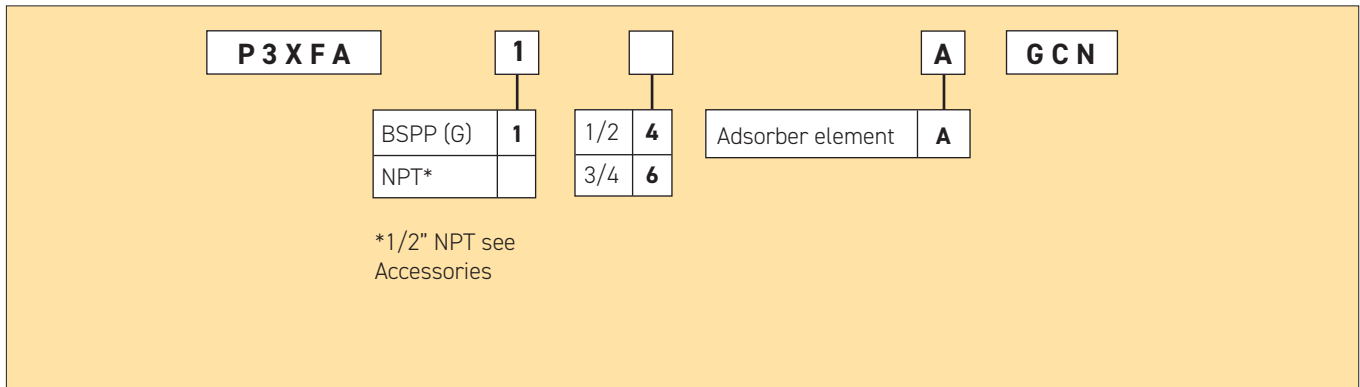 P3XFA 1 A GCN
BSPP (G) 1 1/2 4 Adsorber element A
NPT* 3/4 6
*1/2" NPT see
Accessories